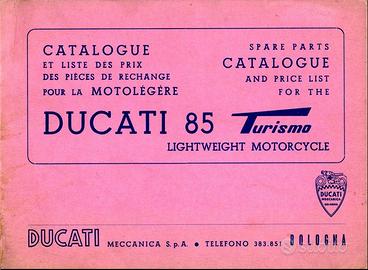 CATALOGUE
ET LISTE DES PRIX
DES PIÈCES DE RECHANGE
POUR LA MOTOLÉGÈRE
SPARE PARTS
CATALOGUE
AND PRICE LIST
FOR THE
DUCATI 85 Turismo
LIGHTWEIGHT MOTORCYCLE
DUCATI
MECCANICA
BOLOGNA
DUCATI MECCANICA S.p.A. • TELEFONO 383.851 BOLOGNA